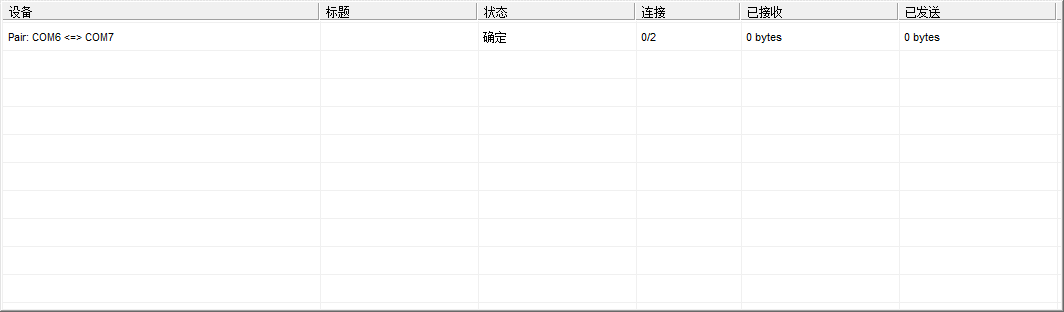 设备 标题 状态 连接 已接收 已发送
Pair: COM6 <=> COM7 确定 0/2 0 bytes 0 bytes